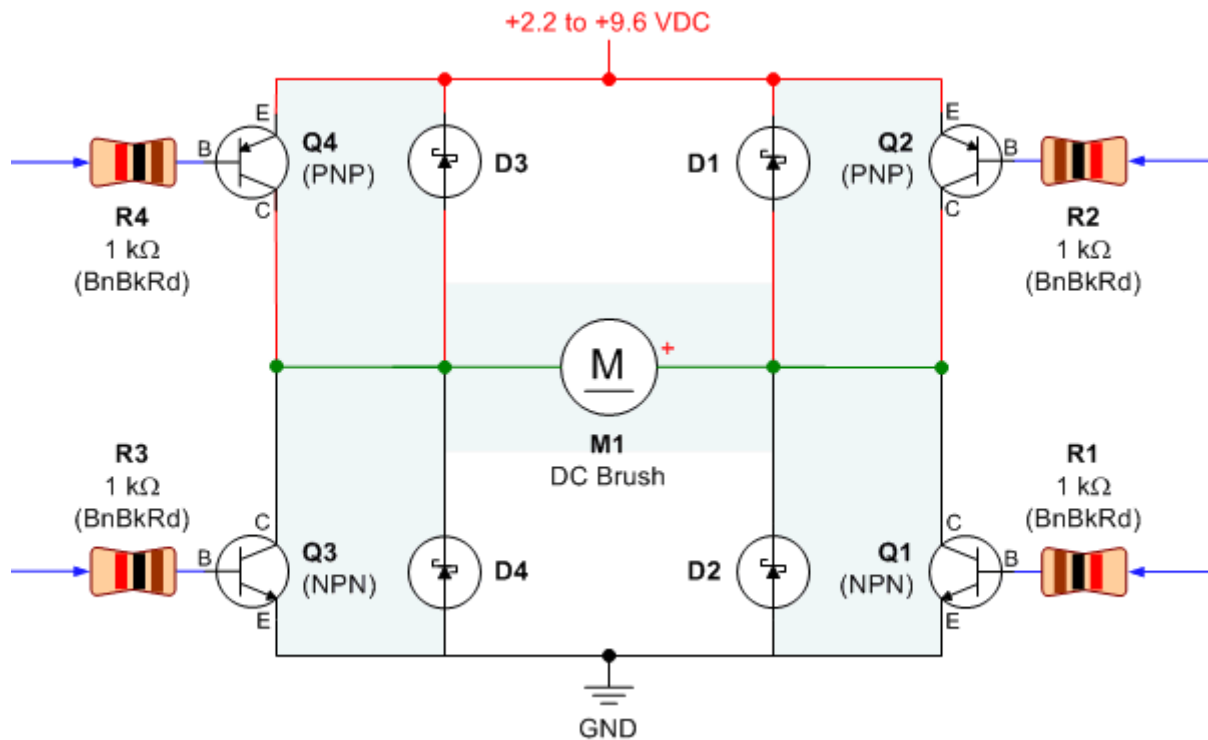 +2.2 to +9.6 VDC
E
B
C
Q4
(PNP)
R4
1 kΩ
(BnBkRd)
D3
D1
Q2
(PNP)
E
B
C
R2
1 kΩ
(BnBkRd)
M
+
M1
DC Brush
R3
1 kΩ
(BnBkRd)
C
B
E
Q3
(NPN)
D4
D2
Q1
(NPN)
C
B
E
R1
1 kΩ
(BnBkRd)
GND